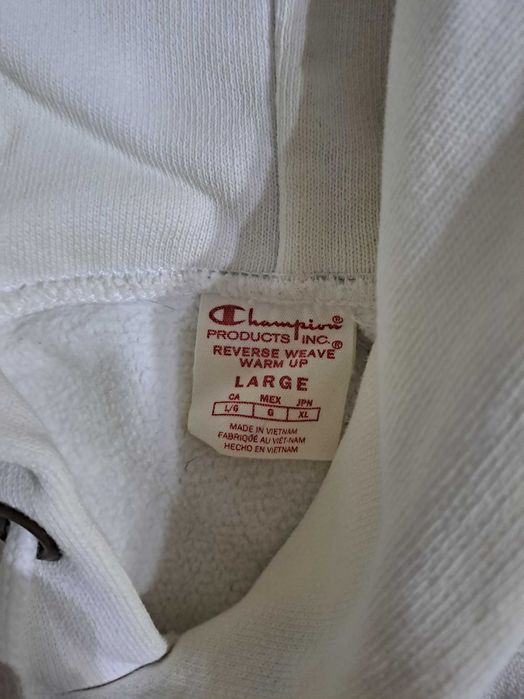 Champion®
PRODUCTS INC.®
REVERSE WEAVE
WARM UP
LARGE
CA MEX JPN
L/G G XL
MADE IN VIETNAM
FABRIQUÉ AU VIÊT-NAM
HECHO EN VIETNAM